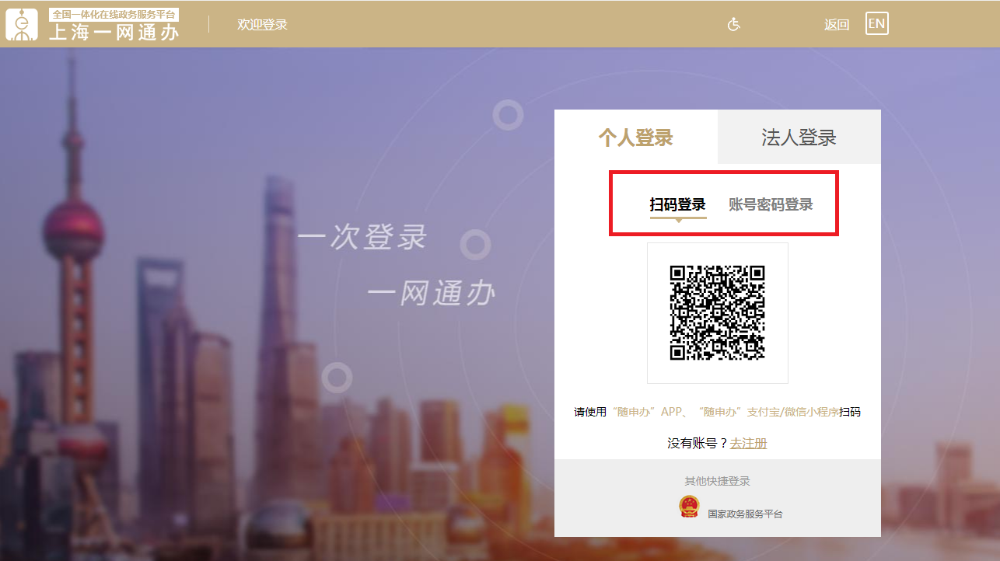 全国一体化在线政务服务平台
上海一网通办
欢迎登录
返回
EN
个人登录
法人登录
扫码登录
账号密码登录
一次登录
一网通办
请使用“随申办”APP、“随申办”支付宝/微信小程序扫码
没有账号？去注册
其他快捷登录
国家政务服务平台